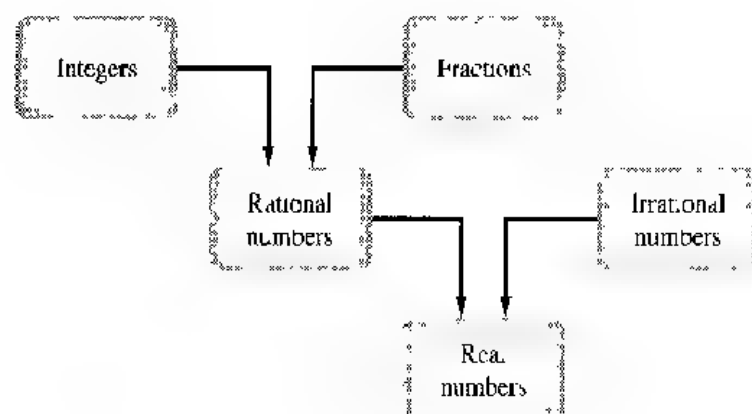 Integers
Fractions
Rational
numbers
Irrational
numbers
Real
numbers